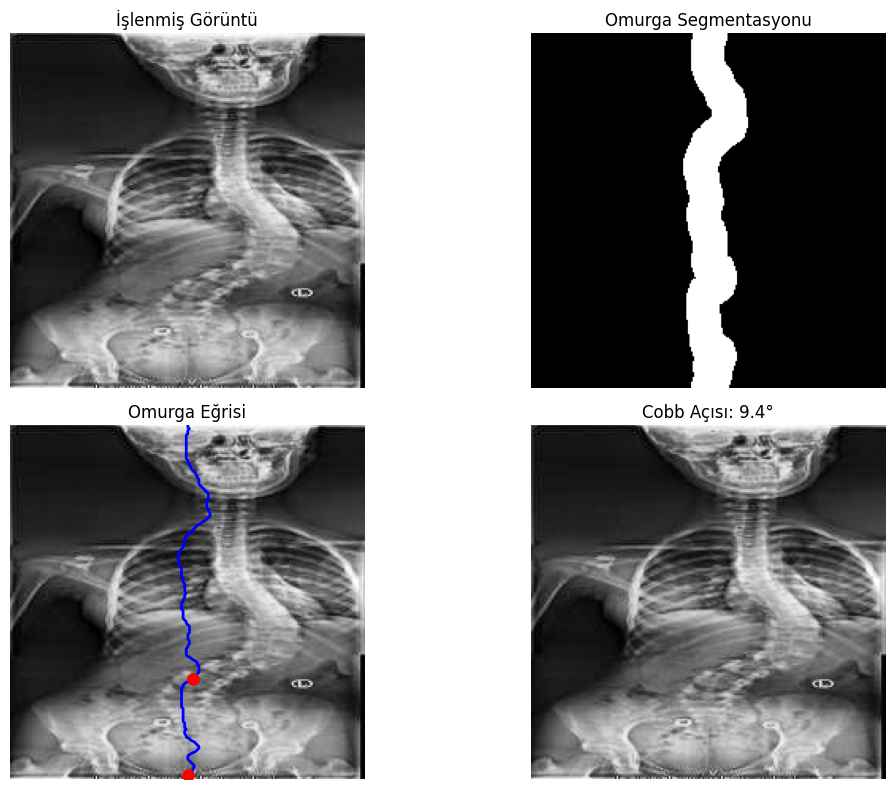 İşlenmiş Görüntü
Omurga Segmentasyonu
L
Omurga Eğrisi
Cobb Açısı: 9.4°
L
L